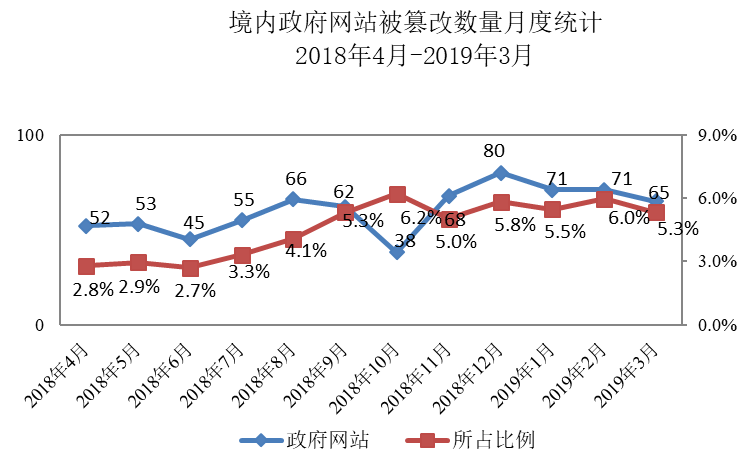 境内政府网站被篡改数量月度统计
2018年4月-2019年3月
100
9.0%
80
66
71
71
55
62
65
52
53
45
6.0%
5.3%
6.2%
68
5.8%
5.5%
6.0%
5.3%
38
5.0%
4.1%
3.3%
3.0%
2.8%
2.9%
2.7%
0
0.0%
2018年4月
2018年5月
2018年6月
2018年7月
2018年8月
2018年9月
2018年10月
2018年11月
2018年12月
2019年1月
2019年2月
2019年3月
政府网站
所占比例